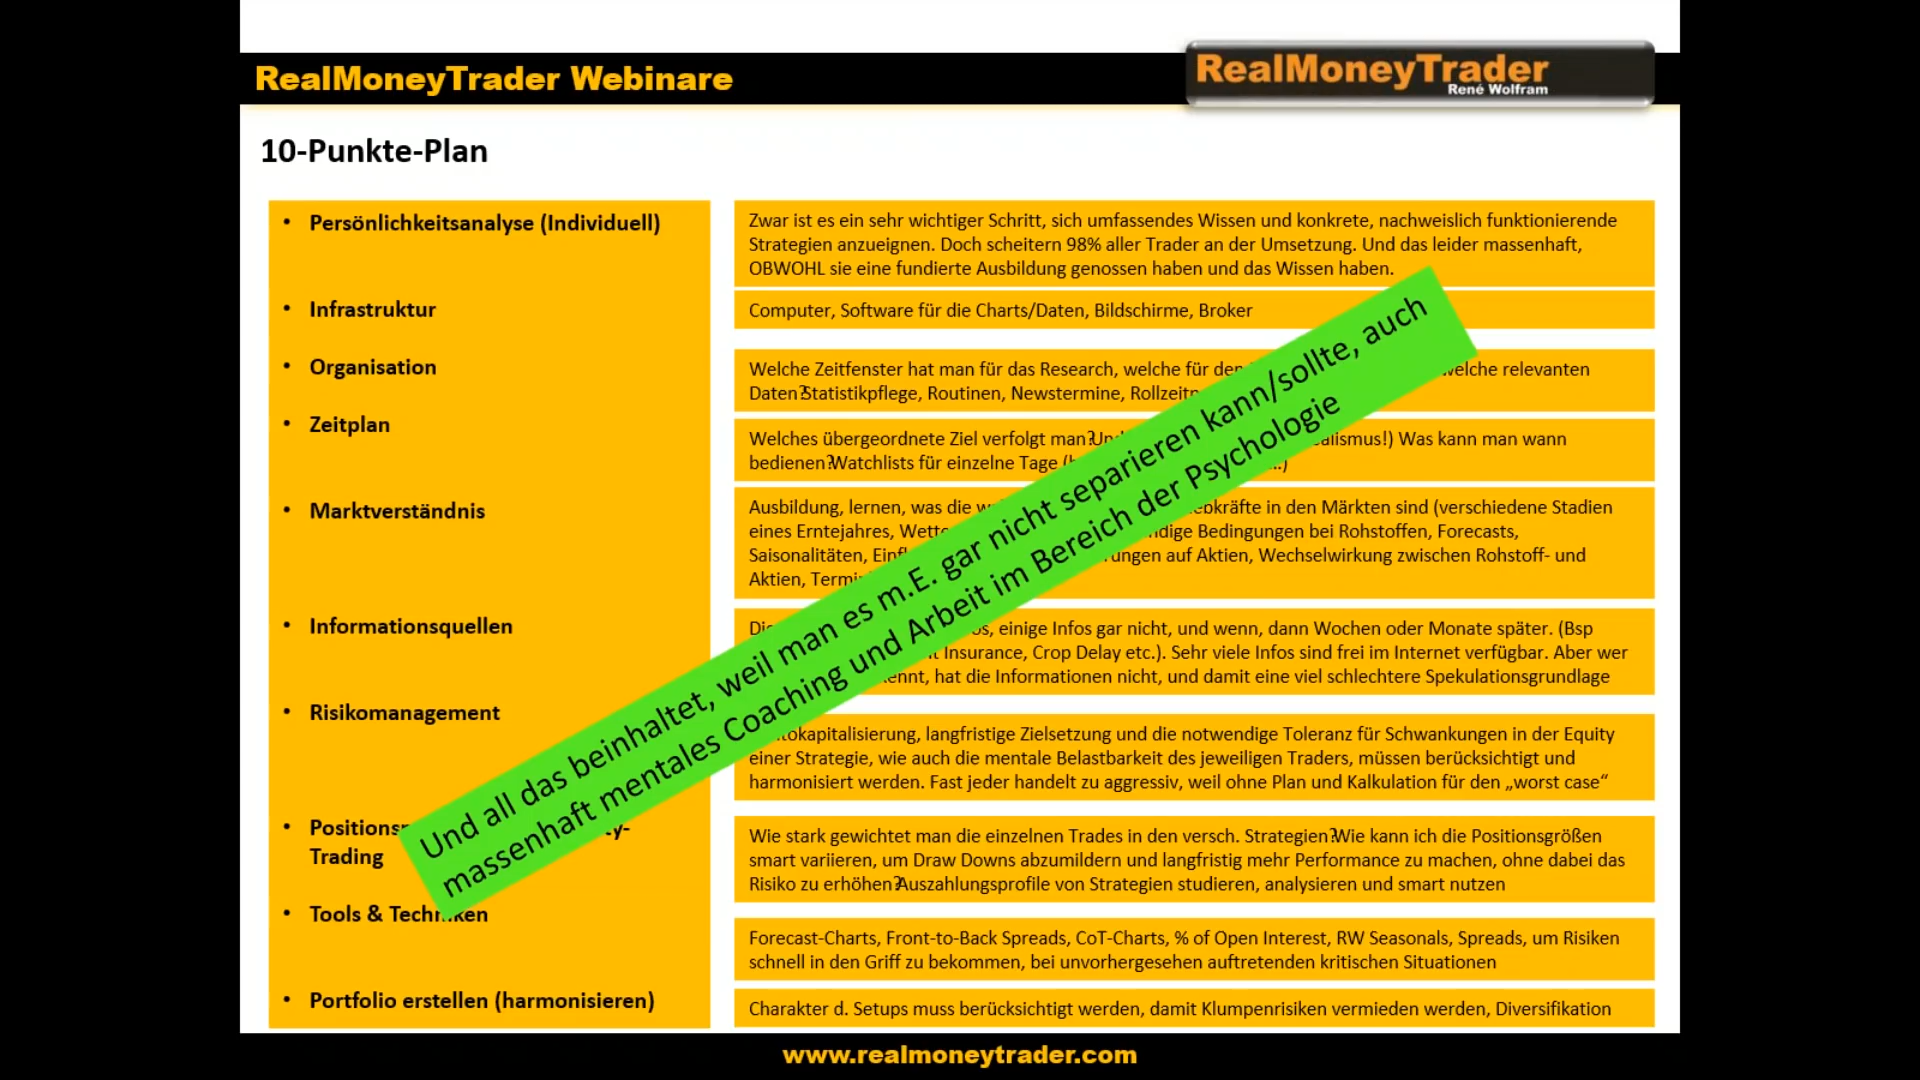 RealMoneyTrader Webinare
RealMoneyTrader
René Wolfram
10-Punkte-Plan
• Persönlichkeitsanalyse (Individuell)
Zwar ist es ein sehr wichtiger Schritt, sich umfassendes Wissen und konkrete, nachweislich funktionierende
Strategien anzueignen. Doch scheitern 98% aller Trader an der Umsetzung. Und das leider massenhaft,
OBWOHL sie eine fundierte Ausbildung genossen haben und das Wissen haben.
• Infrastruktur
Computer, Software für die Charts/Daten, Bildschirme, Broker
• Organisation
Welche Zeitfenster hat man für das Research, welche für den welche relevanten
Daten?Statistikpflege, Routinen, Newstermine,
• Zeitplan
Welches übergeordnete Ziel verfolgt man? Was kann man wann
bedienen?Watchlists für einzelne Tage
• Marktverständnis
Ausbildung, lernen, was die in den Märkten sind (verschiedene Stadien
eines Erntejahres, Bedingungen bei Rohstoffen, Forecasts,
Saisonalitäten, auf Aktien, Wechselwirkung zwischen Rohstoff- und
Aktien,
• Informationsquellen
einige Infos gar nicht, und wenn, dann Wochen oder Monate später. (Bsp
Insurance, Crop Delay etc.). Sehr viele Infos sind frei im Internet verfügbar. Aber wer
hat die Informationen nicht, und damit eine viel schlechtere Spekulationsgrundlage
• Risikomanagement
langfristige Zielsetzung und die notwendige Toleranz für Schwankungen in der Equity
einer Strategie, wie auch die mentale Belastbarkeit des jeweiligen Traders, müssen berücksichtigt und
harmonisiert werden. Fast jeder handelt zu aggressiv, weil ohne Plan und Kalkulation für den „worst case“
• Trading
Wie stark gewichtet man die einzelnen Trades in den versch. Strategien?Wie kann ich die Positionsgrößen
smart variieren, um Draw Downs abzumildern und langfristig mehr Performance zu machen, ohne dabei das
Risiko zu erhöhen?Auszahlungsprofile von Strategien studieren, analysieren und smart nutzen
• Tools & Techniken
Forecast-Charts, Front-to-Back Spreads, CoT-Charts, % of Open Interest, RW Seasonals, Spreads, um Risiken
schnell in den Griff zu bekommen, bei unvorhergesehen auftretenden kritischen Situationen
• Portfolio erstellen (harmonisieren)
Charakter d. Setups muss berücksichtigt werden, damit Klumpenrisiken vermieden werden, Diversifikation
Und all das beinhaltet, weil man es m.E. gar nicht separieren kann/sollte, auch
massenhaft mentales Coaching und Arbeit im Bereich der Psychologie
www.realmoneytrader.com